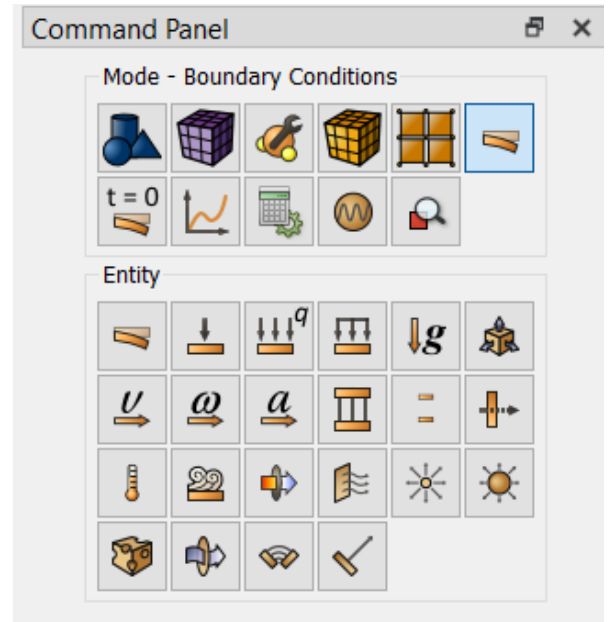 Command Panel
Mode - Boundary Conditions
t = 0
Entity
q
g
υ ω a